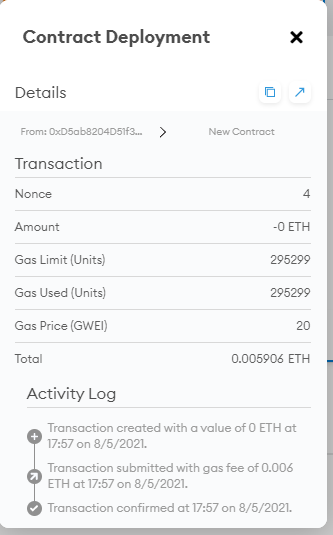 Contract Deployment
Details
From: 0xD5ab8204D51f3... New Contract
Transaction
Nonce 4
Amount -0 ETH
Gas Limit (Units) 295299
Gas Used (Units) 295299
Gas Price (GWEI) 20
Total 0.005906 ETH
Activity Log
Transaction created with a value of 0 ETH at
17:57 on 8/5/2021.
Transaction submitted with gas fee of 0.006
ETH at 17:57 on 8/5/2021.
Transaction confirmed at 17:57 on 8/5/2021.